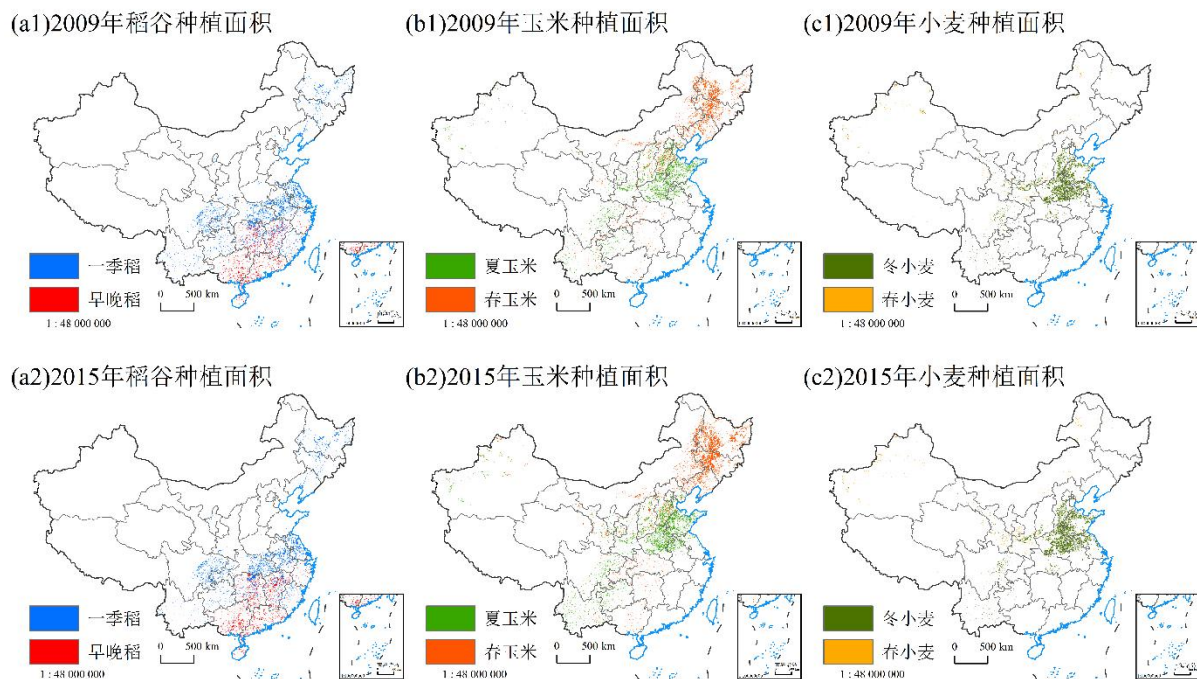 (a1)2009年稻谷种植面积
(b1)2009年玉米种植面积
(c1)2009年小麦种植面积
一季稻
早晚稻
0 500 km
1 : 48 000 000
夏玉米
春玉米
0 500 km
1 : 48 000 000
冬小麦
春小麦
0 500 km
1 : 48 000 000
(a2)2015年稻谷种植面积
(b2)2015年玉米种植面积
(c2)2015年小麦种植面积
一季稻
早晚稻
0 500 km
1 : 48 000 000
夏玉米
春玉米
0 500 km
1 : 48 000 000
冬小麦
春小麦
0 500 km
1 : 48 000 000